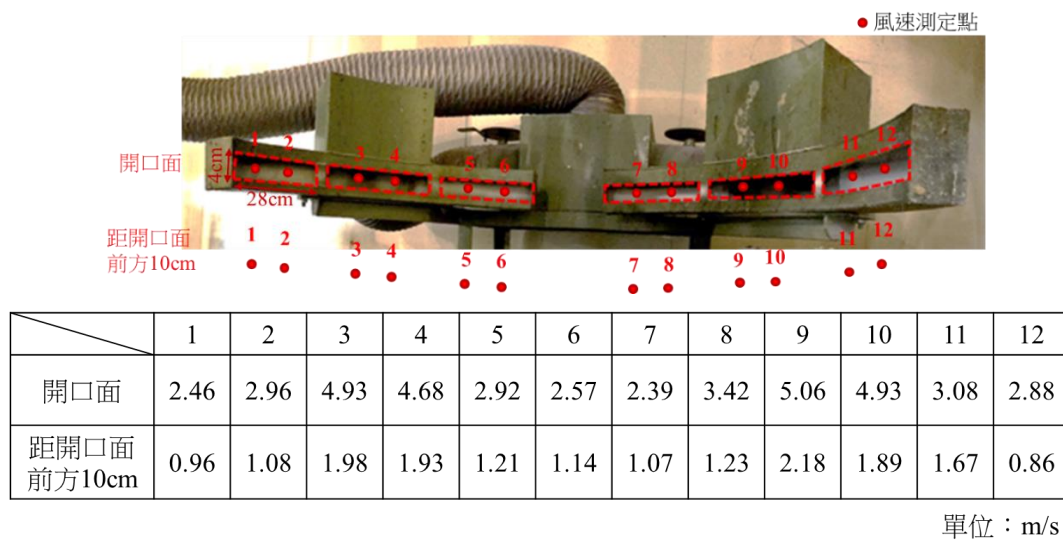 風速測定點
1 2 3 4 5 6 7 8 9 10 11 12
開口面
4cm
28cm
距開口面
前方10cm
1 2 3 4 5 6 7 8 9 10 11 12
1 2 3 4 5 6 7 8 9 10 11 12
開口面 2.46 2.96 4.93 4.68 2.92 2.57 2.39 3.42 5.06 4.93 3.08 2.88
距開口面
前方10cm 0.96 1.08 1.98 1.93 1.21 1.14 1.07 1.23 2.18 1.89 1.67 0.86
單位：m/s